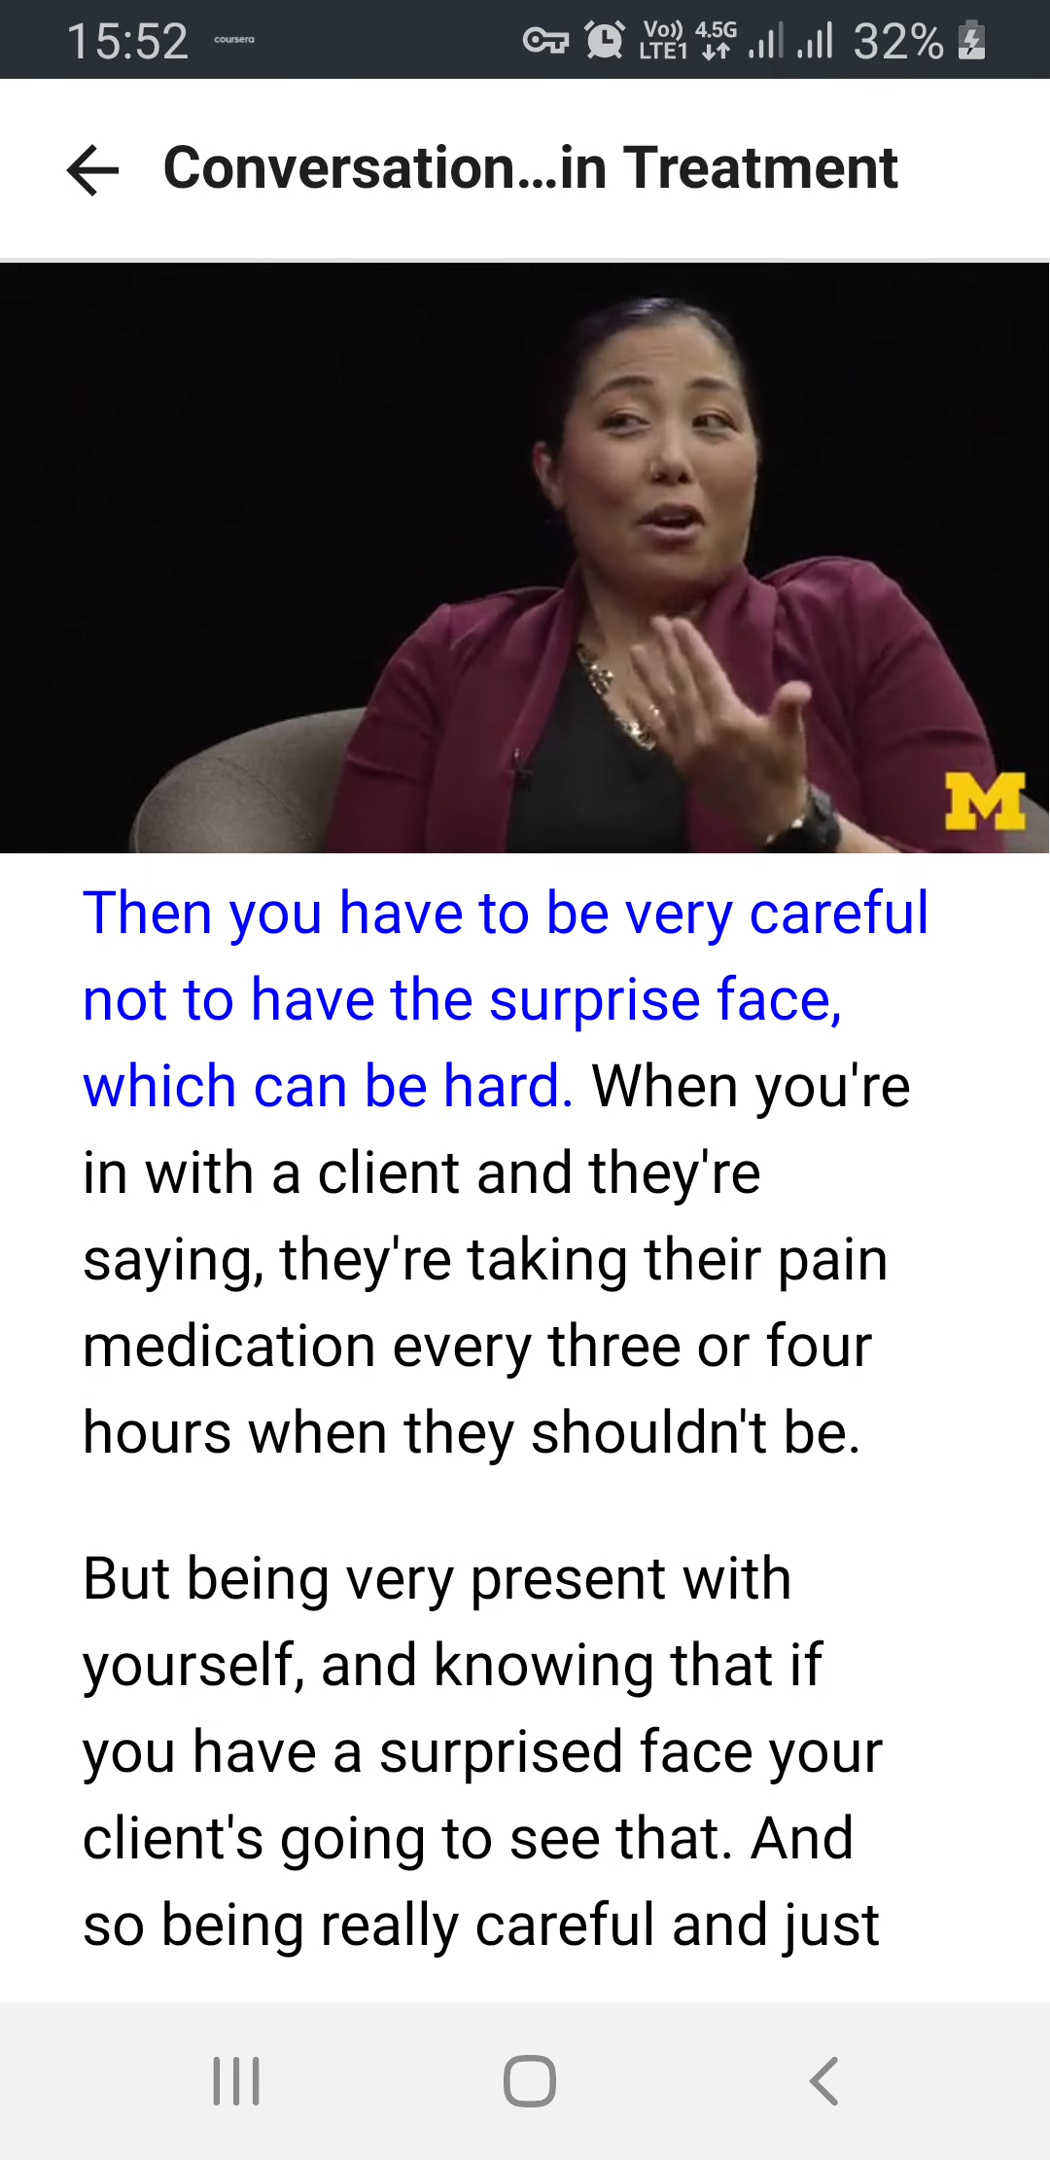 15:52 coursera Vo)) LTE1 4.5G 32%
Conversation...in Treatment
M
Then you have to be very careful
not to have the surprise face,
which can be hard. When you're
in with a client and they're
saying, they're taking their pain
medication every three or four
hours when they shouldn't be.
But being very present with
yourself, and knowing that if
you have a surprised face your
client's going to see that. And
so being really careful and just